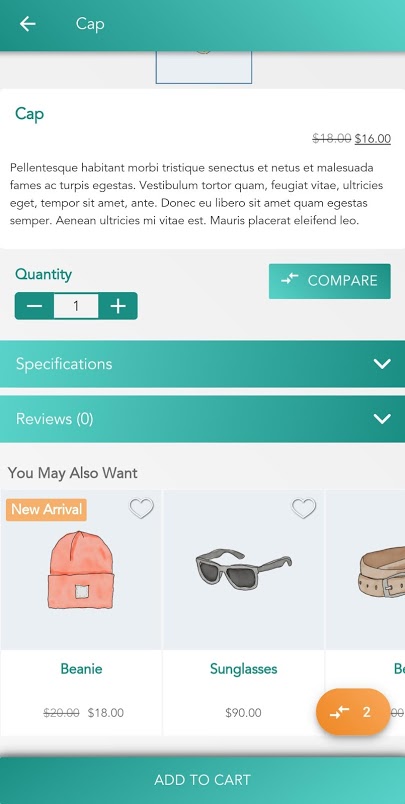 Cap
Cap
$18.00 $16.00
Pellentesque habitant morbi tristique senectus et netus et malesuada
fames ac turpis egestas. Vestibulum tortor quam, feugiat vitae, ultricies
eget, tempor sit amet, ante. Donec eu libero sit amet quam egestas
semper. Aenean ultricies mi vitae est. Mauris placerat eleifend leo.
Quantity
COMPARE
1
Specifications
Reviews (0)
You May Also Want
New Arrival
Beanie
Sunglasses
$20.00 $18.00
$90.00
2
ADD TO CART